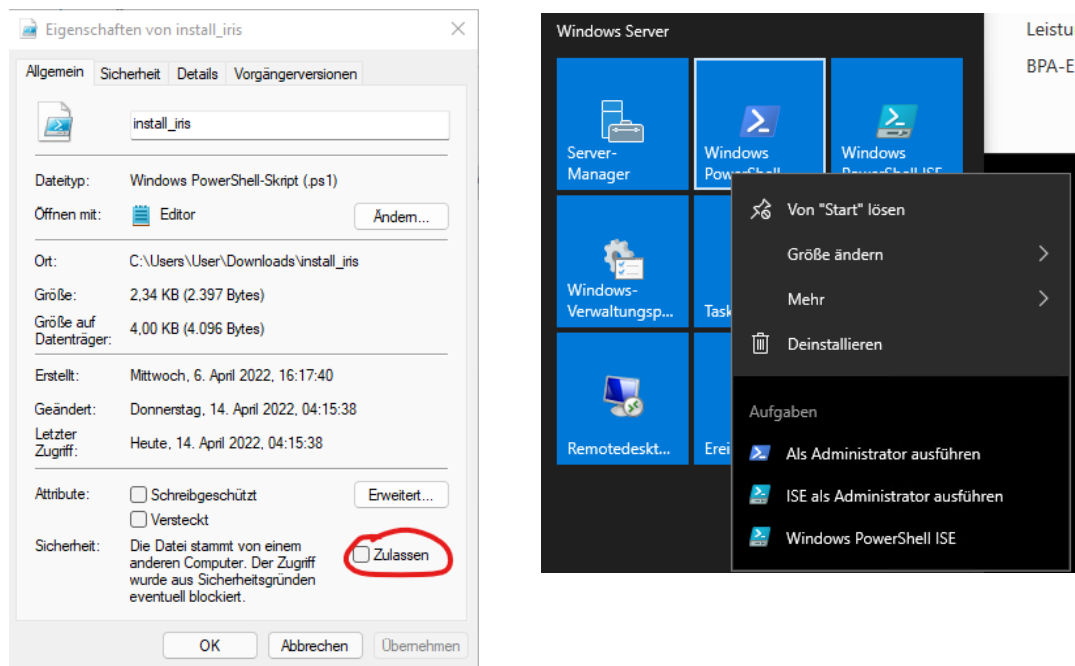 Eigenschaften von install_iris
Allgemein Sicherheit Details Vorgängerversionen
install_iris
Dateityp: Windows PowerShell-Skript (.ps1)
Öffnen mit: Editor Ändern...
Ort: C:\Users\User\Downloads\install_iris
Größe: 2,34 KB (2.397 Bytes)
Größe auf
Datenträger: 4,00 KB (4.096 Bytes)
Erstellt: Mittwoch, 6. April 2022, 16:17:40
Geändert: Donnerstag, 14. April 2022, 04:15:38
Letzter
Zugriff: Heute, 14. April 2022, 04:15:38
Attribute: Schreibgeschützt Erweitert...
Versteckt
Sicherheit: Die Datei stammt von einem
anderen Computer. Der Zugriff
wurde aus Sicherheitsgründen
eventuell blockiert.
Zulassen
OK Abbrechen Übernehmen
Windows Server
Server-
Manager
Windows
PowerShell
Windows
PowerShell ISE
Windows-
Verwaltungsp...
Task
Remotedeskt...
Erei
Von "Start" lösen
Größe ändern
Mehr
Deinstallieren
Aufgaben
Als Administrator ausführen
ISE als Administrator ausführen
Windows PowerShell ISE
Leistu
BPA-E